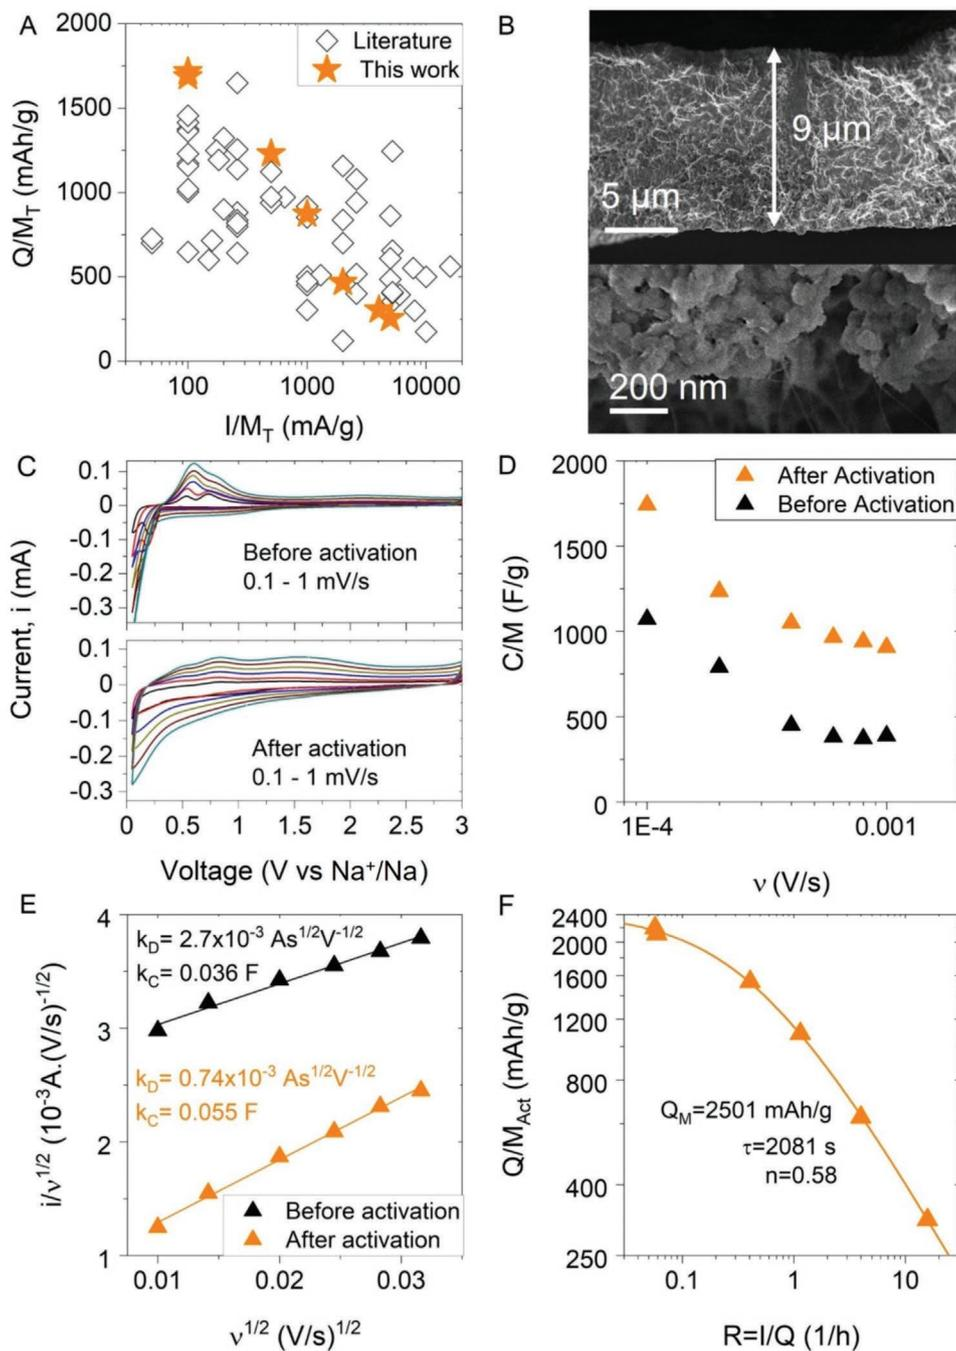 A
2000
1500
1000
500
0
Q/M_T (mAh/g)
Literature
This work
100
1000
10000
I/M_T (mA/g)
B
9 μm
5 μm
200 nm
C
0.1
0
-0.1
-0.2
-0.3
Before activation
0.1 - 1 mV/s
0.1
0
-0.1
-0.2
-0.3
After activation
0.1 - 1 mV/s
Current, i (mA)
0
0.5
1
1.5
2
2.5
3
Voltage (V vs Na⁺/Na)
D
2000
1500
1000
500
0
C/M (F/g)
After Activation
Before Activation
1E-4
0.001
ν (V/s)
E
4
3
2
1
i/ν^1/2 (10^-3A.(V/s)^-1/2)
k_D= 2.7x10^-3 As^1/2V^-1/2
k_C= 0.036 F
k_D= 0.74x10^-3 As^1/2V^-1/2
k_C= 0.055 F
Before activation
After activation
0.01
0.02
0.03
ν^1/2 (V/s)^1/2
F
2400
2000
1600
1200
800
400
250
Q/M_Act (mAh/g)
Q_M=2501 mAh/g
τ=2081 s
n=0.58
0.1
1
10
R=I/Q (1/h)